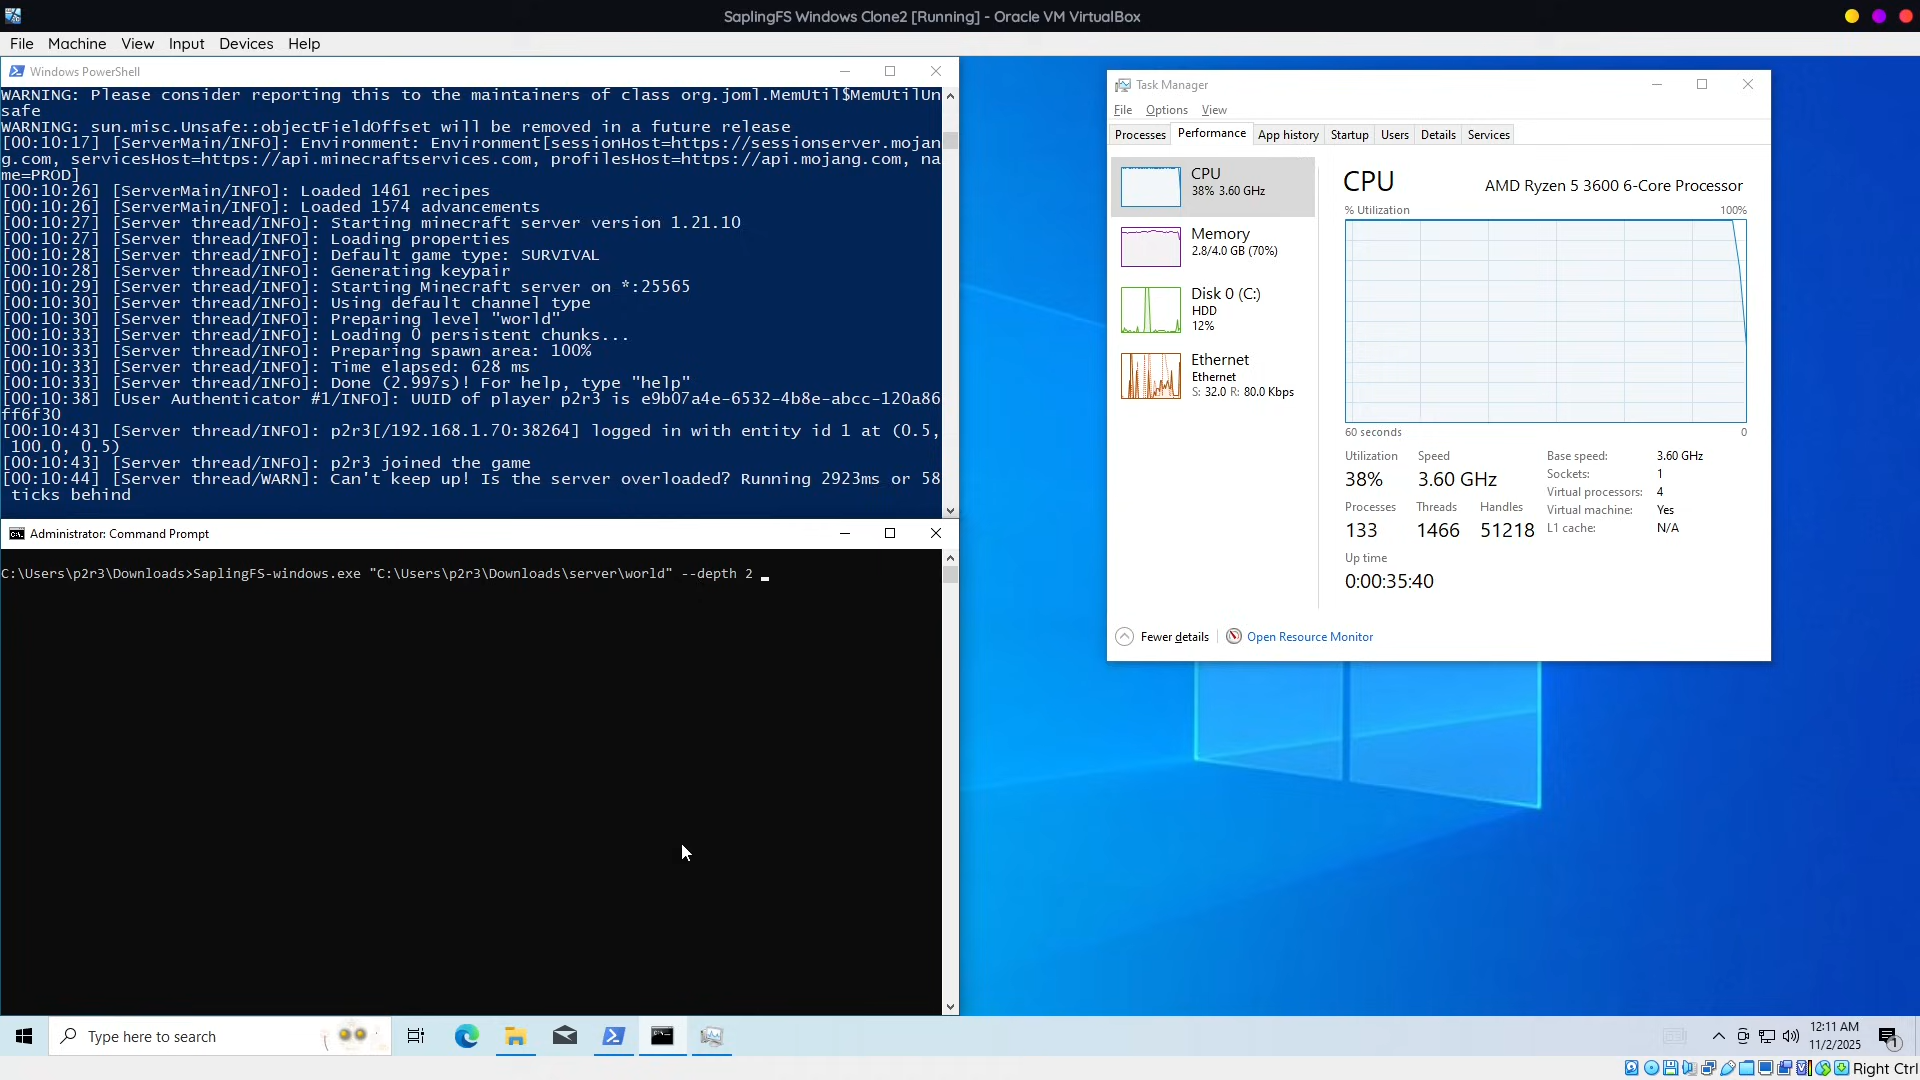 SaplingFS Windows Clone2 [Running] - Oracle VM VirtualBox
File Machine View Input Devices Help
Windows PowerShell
WARNING: Please consider reporting this to the maintainers of class org.joml.MemUtil$MemUtilUn
safe
WARNING: sun.misc.Unsafe::objectFieldOffset will be removed in a future release
[00:10:17] [ServerMain/INFO]: Environment: Environment[sessionHost=https://sessionserver.mojan
g.com, servicesHost=https://api.minecraftservices.com, profilesHost=https://api.mojang.com, na
me=PROD]
[00:10:26] [ServerMain/INFO]: Loaded 1461 recipes
[00:10:26] [ServerMain/INFO]: Loaded 1574 advancements
[00:10:27] [Server thread/INFO]: Starting minecraft server version 1.21.10
[00:10:27] [Server thread/INFO]: Loading properties
[00:10:28] [Server thread/INFO]: Default game type: SURVIVAL
[00:10:28] [Server thread/INFO]: Generating keypair
[00:10:29] [Server thread/INFO]: Starting Minecraft server on *:25565
[00:10:30] [Server thread/INFO]: Using default channel type
[00:10:30] [Server thread/INFO]: Preparing level "world"
[00:10:33] [Server thread/INFO]: Loading 0 persistent chunks...
[00:10:33] [Server thread/INFO]: Preparing spawn area: 100%
[00:10:33] [Server thread/INFO]: Time elapsed: 628 ms
[00:10:33] [Server thread/INFO]: Done (2.997s)! For help, type "help"
[00:10:38] [User Authenticator #1/INFO]: UUID of player p2r3 is e9b07a4e-6532-4b8e-abcc-120a86
ff6f30
[00:10:43] [Server thread/INFO]: p2r3[/192.168.1.70:38264] logged in with entity id 1 at (0.5,
100.0, 0.5)
[00:10:43] [Server thread/INFO]: p2r3 joined the game
[00:10:44] [Server thread/WARN]: Can't keep up! Is the server overloaded? Running 2923ms or 58
ticks behind
Administrator: Command Prompt
C:\Users\p2r3\Downloads>SaplingFS-windows.exe "C:\Users\p2r3\Downloads\server\world" --depth 2
Task Manager
File Options View
Processes Performance App history Startup Users Details Services
CPU
38% 3.60 GHz
Memory
2.8/4.0 GB (70%)
Disk 0 (C:)
HDD
12%
Ethernet
Ethernet
S: 32.0 R: 80.0 Kbps
CPU AMD Ryzen 5 3600 6-Core Processor
% Utilization 100%
60 seconds 0
Utilization Speed
38% 3.60 GHz
Processes Threads Handles
133 1466 51218
Up time
0:00:35:40
Base speed: 3.60 GHz
Sockets: 1
Virtual processors: 4
Virtual machine: Yes
L1 cache: N/A
Fewer details Open Resource Monitor
Type here to search
12:11 AM
11/2/2025
1
Right Ctrl